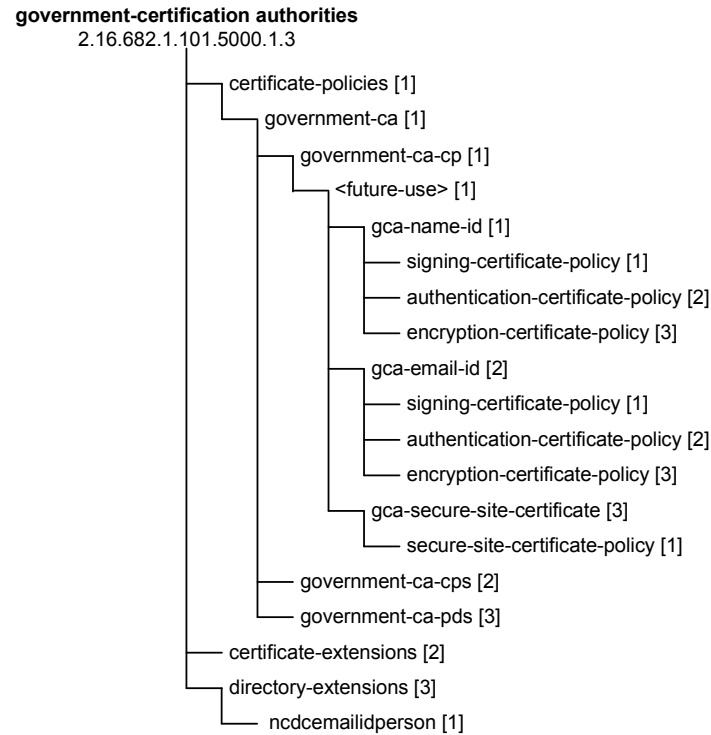 government-certification authorities
2.16.682.1.101.5000.1.3
certificate-policies [1]
government-ca [1]
government-ca-cp [1]
<future-use> [1]
gca-name-id [1]
signing-certificate-policy [1]
authentication-certificate-policy [2]
encryption-certificate-policy [3]
gca-email-id [2]
signing-certificate-policy [1]
authentication-certificate-policy [2]
encryption-certificate-policy [3]
gca-secure-site-certificate [3]
secure-site-certificate-policy [1]
government-ca-cps [2]
government-ca-pds [3]
certificate-extensions [2]
directory-extensions [3]
ncdcemailidperson [1]